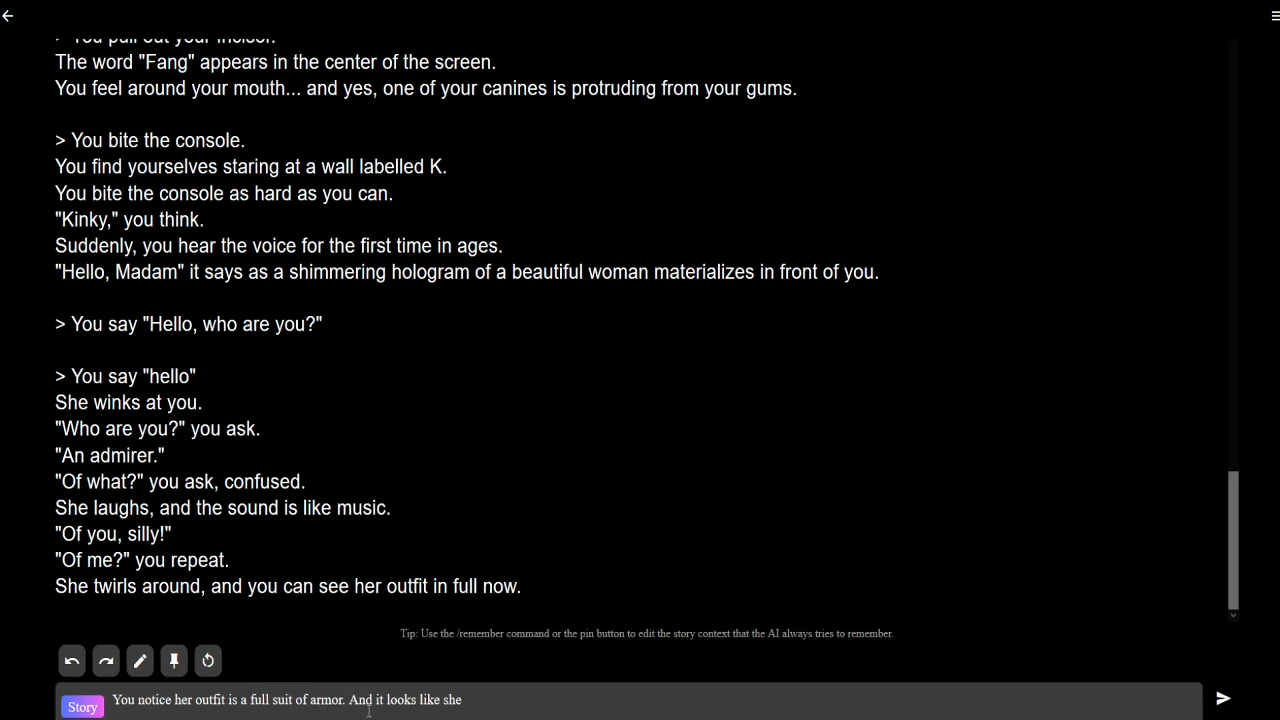 > You pull out your incisor.
The word "Fang" appears in the center of the screen.
You feel around your mouth... and yes, one of your canines is protruding from your gums.
> You bite the console.
You find yourselves staring at a wall labelled K.
You bite the console as hard as you can.
"Kinky," you think.
Suddenly, you hear the voice for the first time in ages.
"Hello, Madam" it says as a shimmering hologram of a beautiful woman materializes in front of you.
> You say "Hello, who are you?"
> You say "hello"
She winks at you.
"Who are you?" you ask.
"An admirer."
"Of what?" you ask, confused.
She laughs, and the sound is like music.
"Of you, silly!"
"Of me?" you repeat.
She twirls around, and you can see her outfit in full now.
Tip: Use the /remember command or the pin button to edit the story context that the AI always tries to remember.
Story You notice her outfit is a full suit of armor. And it looks like she